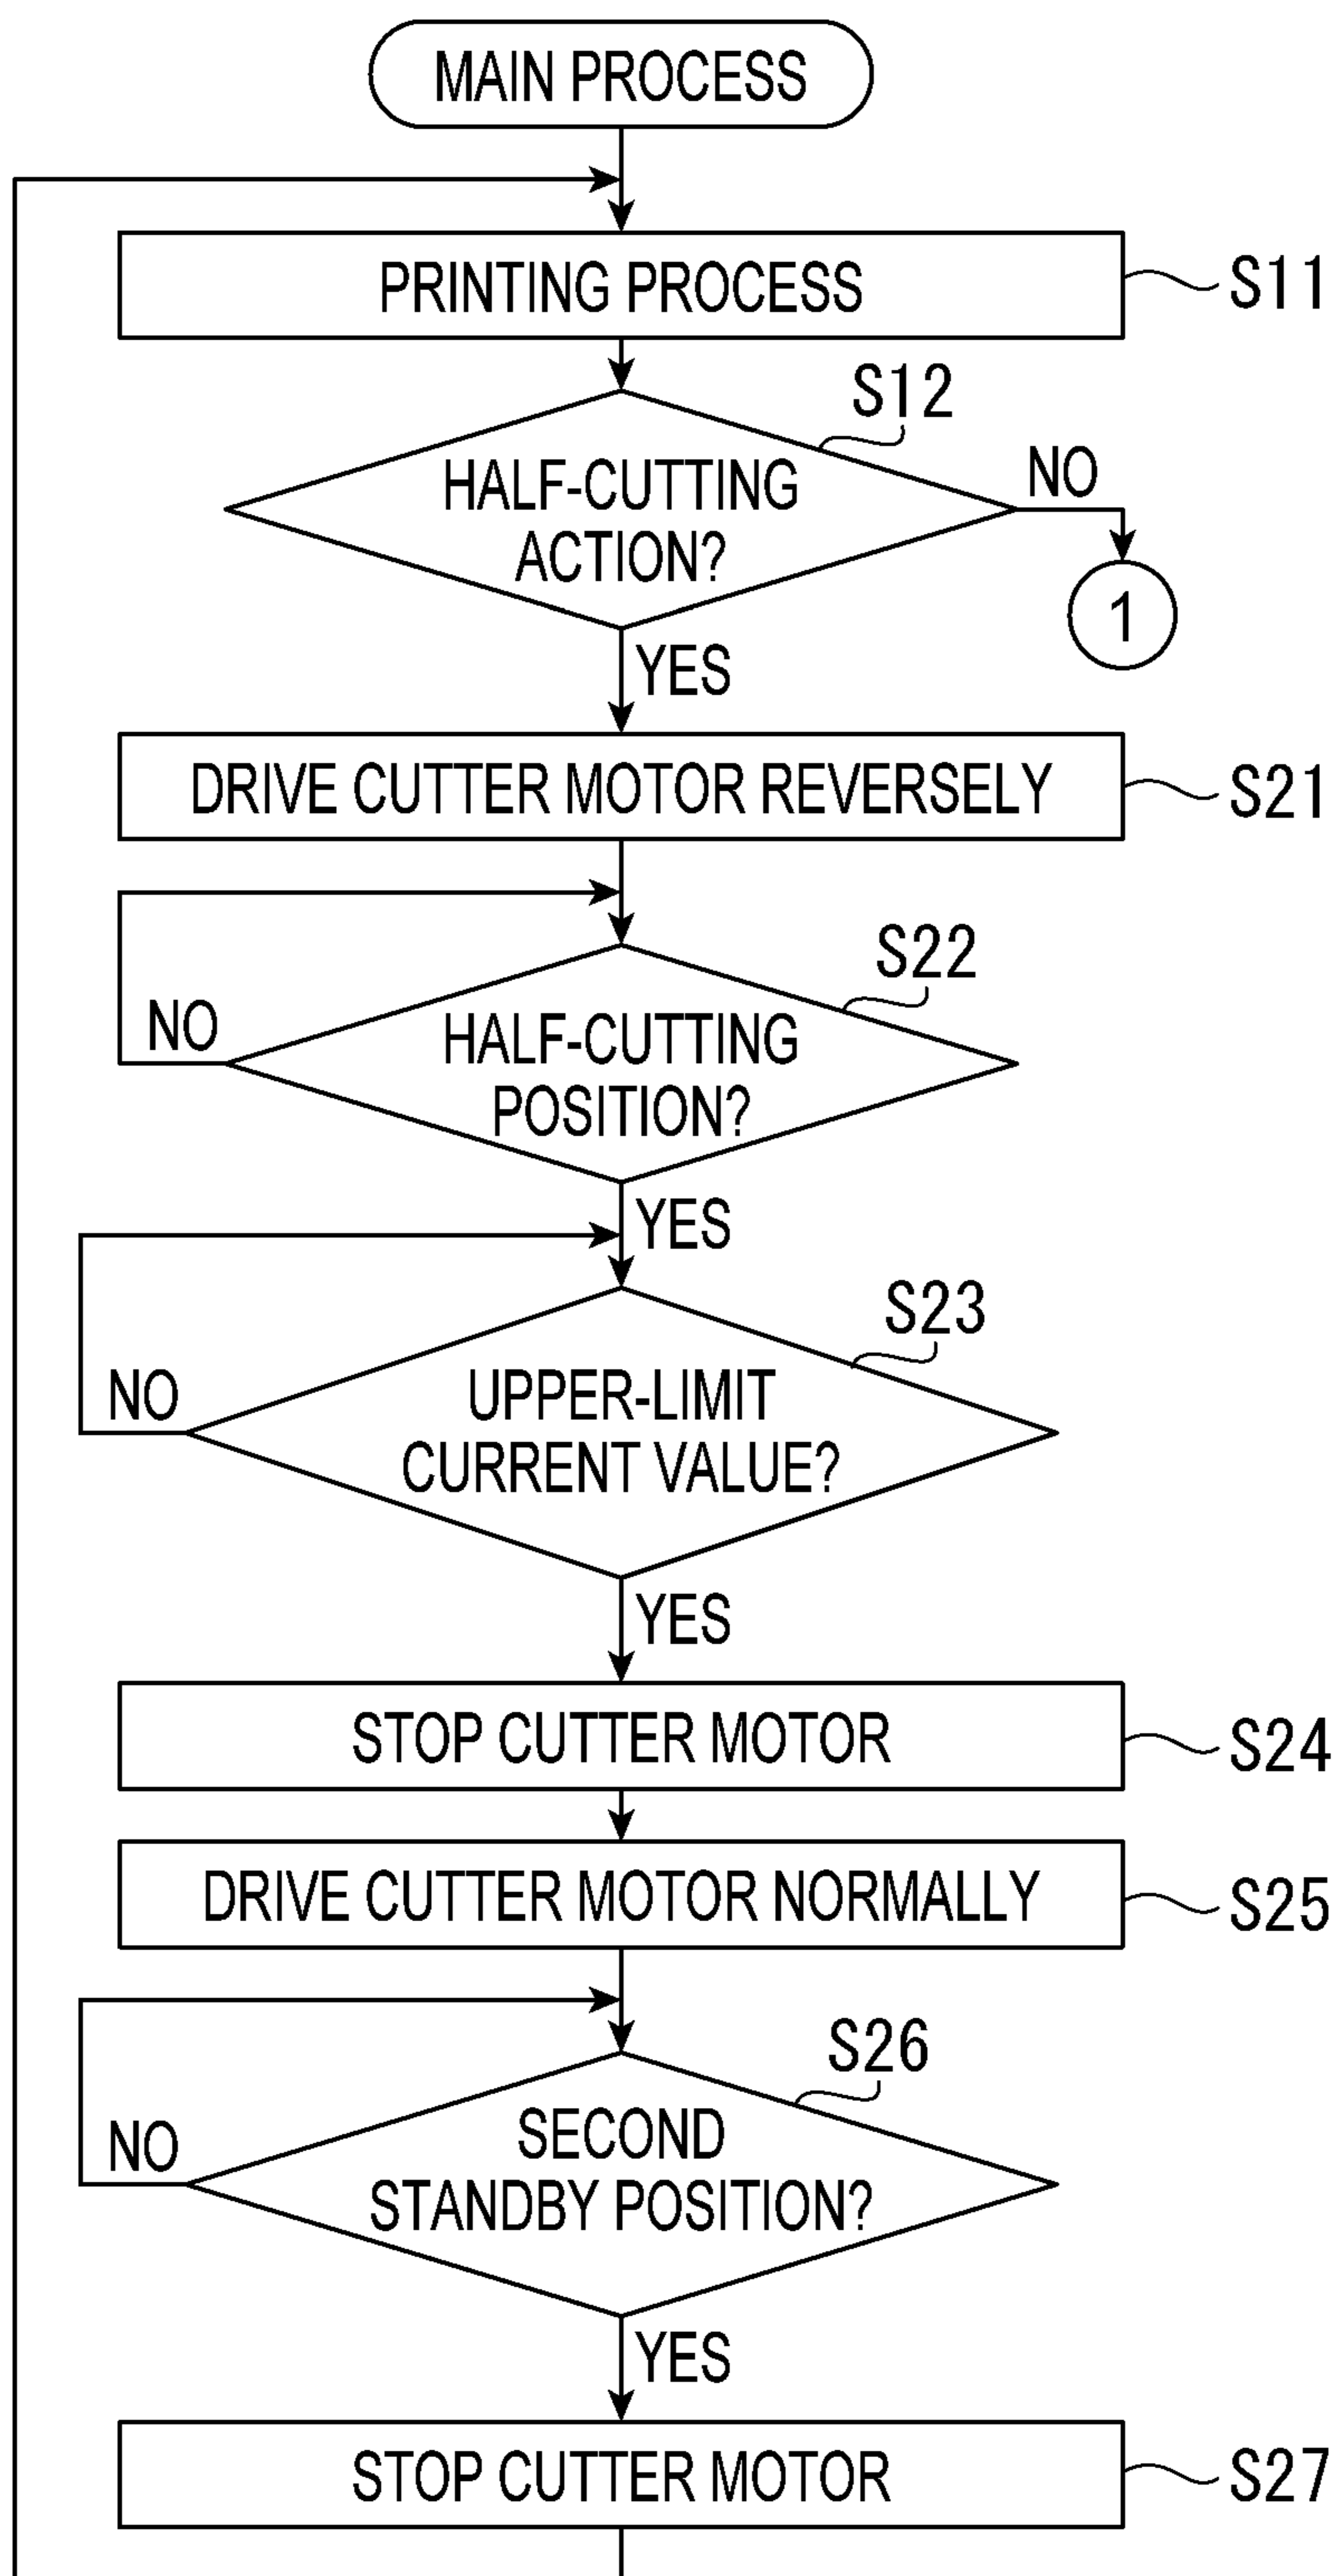 MAIN PROCESS
PRINTING PROCESS
S11
S12
HALF-CUTTING
ACTION?
NO
1
YES
DRIVE CUTTER MOTOR REVERSELY
S21
S22
HALF-CUTTING
POSITION?
NO
YES
S23
UPPER-LIMIT
CURRENT VALUE?
NO
YES
STOP CUTTER MOTOR
S24
DRIVE CUTTER MOTOR NORMALLY
S25
S26
SECOND
STANDBY POSITION?
NO
YES
STOP CUTTER MOTOR
S27